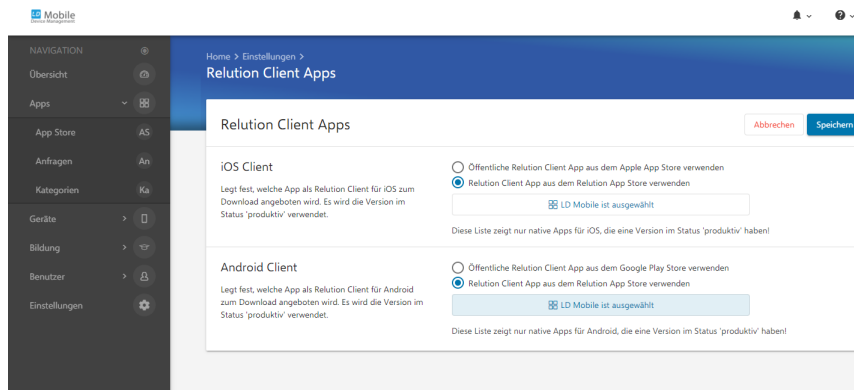 LD Mobile
Device Management
NAVIGATION
Übersicht
Apps
App Store AS
Anfragen An
Kategorien Ka
Geräte
Bildung
Benutzer
Einstellungen
Home > Einstellungen >
Relution Client Apps
Relution Client Apps
Abbrechen
Speichern
iOS Client
Legt fest, welche App als Relution Client für iOS zum
Download angeboten wird. Es wird die Version im
Status 'produktiv' verwendet.
Öffentliche Relution Client App aus dem Apple App Store verwenden
Relution Client App aus dem Relution App Store verwenden
LD Mobile ist ausgewählt
Diese Liste zeigt nur native Apps für iOS, die eine Version im Status 'produktiv' haben!
Android Client
Legt fest, welche App als Relution Client für Android
zum Download angeboten wird. Es wird die Version im
Status 'produktiv' verwendet.
Öffentliche Relution Client App aus dem Google Play Store verwenden
Relution Client App aus dem Relution App Store verwenden
LD Mobile ist ausgewählt
Diese Liste zeigt nur native Apps für Android, die eine Version im Status 'produktiv' haben!